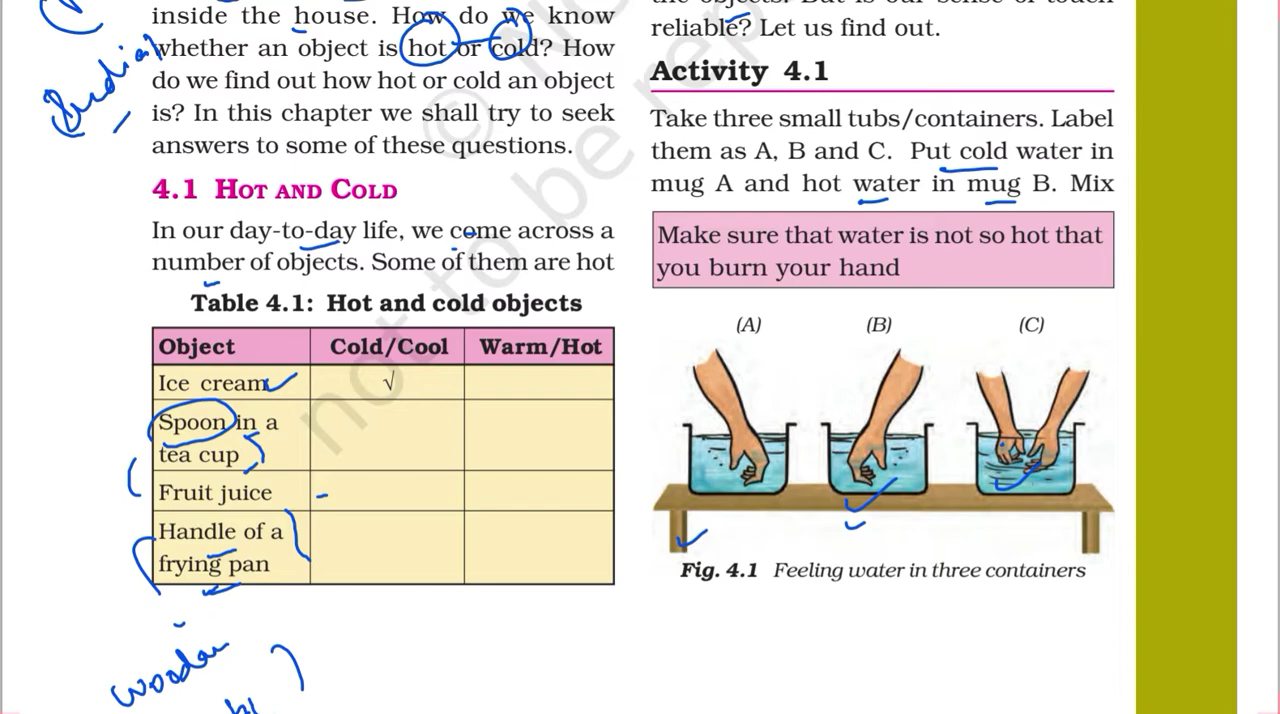 inside the house. How do we know
whether an object is hot or cold? How
do we find out how hot or cold an object
is? In this chapter we shall try to seek
answers to some of these questions.
4.1 HOT AND COLD
In our day-to-day life, we come across a
number of objects. Some of them are hot
Table 4.1: Hot and cold objects
Object Cold/Cool Warm/Hot
Ice cream √
Spoon in a
tea cup
Fruit juice
Handle of a
frying pan
wooden
reliable? Let us find out.
Activity 4.1
Take three small tubs/containers. Label
them as A, B and C. Put cold water in
mug A and hot water in mug B. Mix
Make sure that water is not so hot that
you burn your hand
(A) (B) (C)
Fig. 4.1 Feeling water in three containers
not to be rep